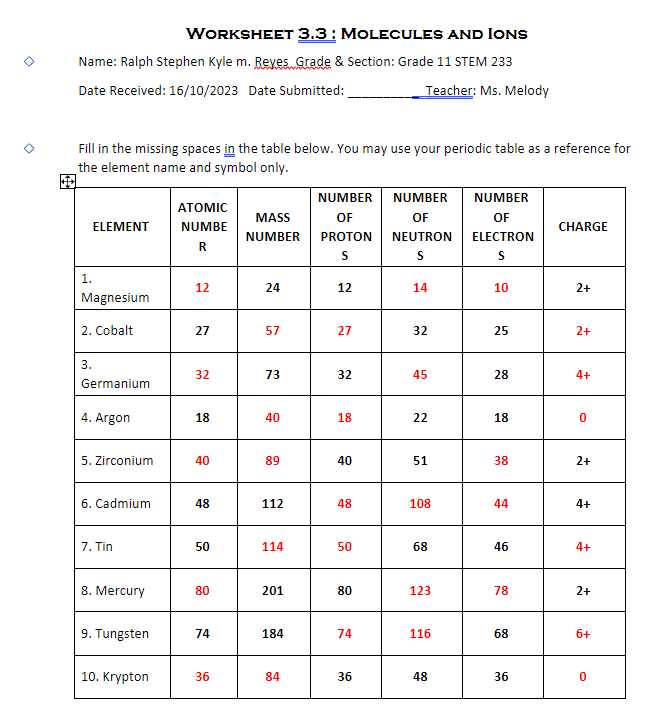 WORKSHEET 3.3 : MOLECULES AND IONS
Name: Ralph Stephen Kyle m. Reyes Grade & Section: Grade 11 STEM 233
Date Received: 16/10/2023 Date Submitted: __________ Teacher: Ms. Melody
Fill in the missing spaces in the table below. You may use your periodic table as a reference for
the element name and symbol only.
ELEMENT ATOMIC NUMBER MASS NUMBER NUMBER OF PROTONS NUMBER OF NEUTRONS NUMBER OF ELECTRONS CHARGE
1. Magnesium 12 24 12 14 10 2+
2. Cobalt 27 57 27 32 25 2+
3. Germanium 32 73 32 45 28 4+
4. Argon 18 40 18 22 18 0
5. Zirconium 40 89 40 51 38 2+
6. Cadmium 48 112 48 108 44 4+
7. Tin 50 114 50 68 46 4+
8. Mercury 80 201 80 123 78 2+
9. Tungsten 74 184 74 116 68 6+
10. Krypton 36 84 36 48 36 0